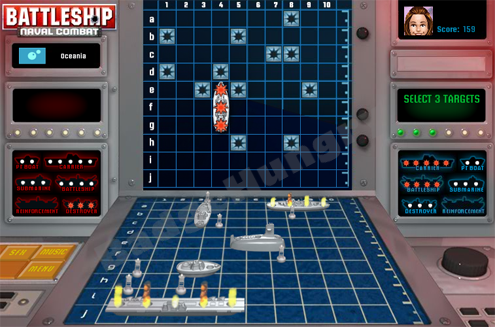 BATTLESHIP
NAVAL COMBAT
1 2 3 4 5 6 7 8 9 10
a
b
c
d
e
f
g
h
i
j
Oceania
Score: 159
SELECT 3 TARGETS
PT BOAT
CARRIER
SUBMARINE
BATTLESHIP
REINFORCEMENT
DESTROYER
CARRIER
PT BOAT
BATTLESHIP
SUBMARINE
DESTROYER
REINFORCEMENT
MUSIC
MENU
a
b
c
d
e
f
g
h
i
j